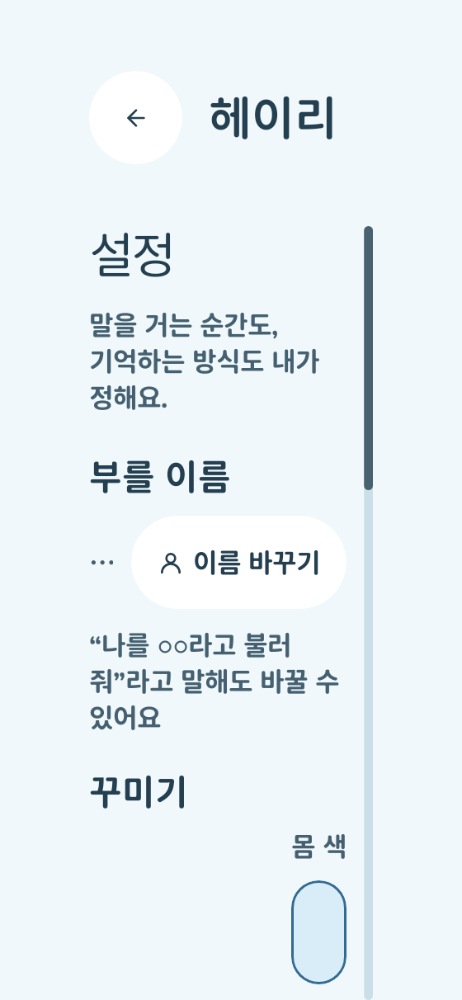 헤이리
설정
말을 거는 순간도,
기억하는 방식도 내가
정해요.
부를 이름
… 이름 바꾸기
“나를 ○○라고 불러
줘”라고 말해도 바꿀 수
있어요
꾸미기
몸 색